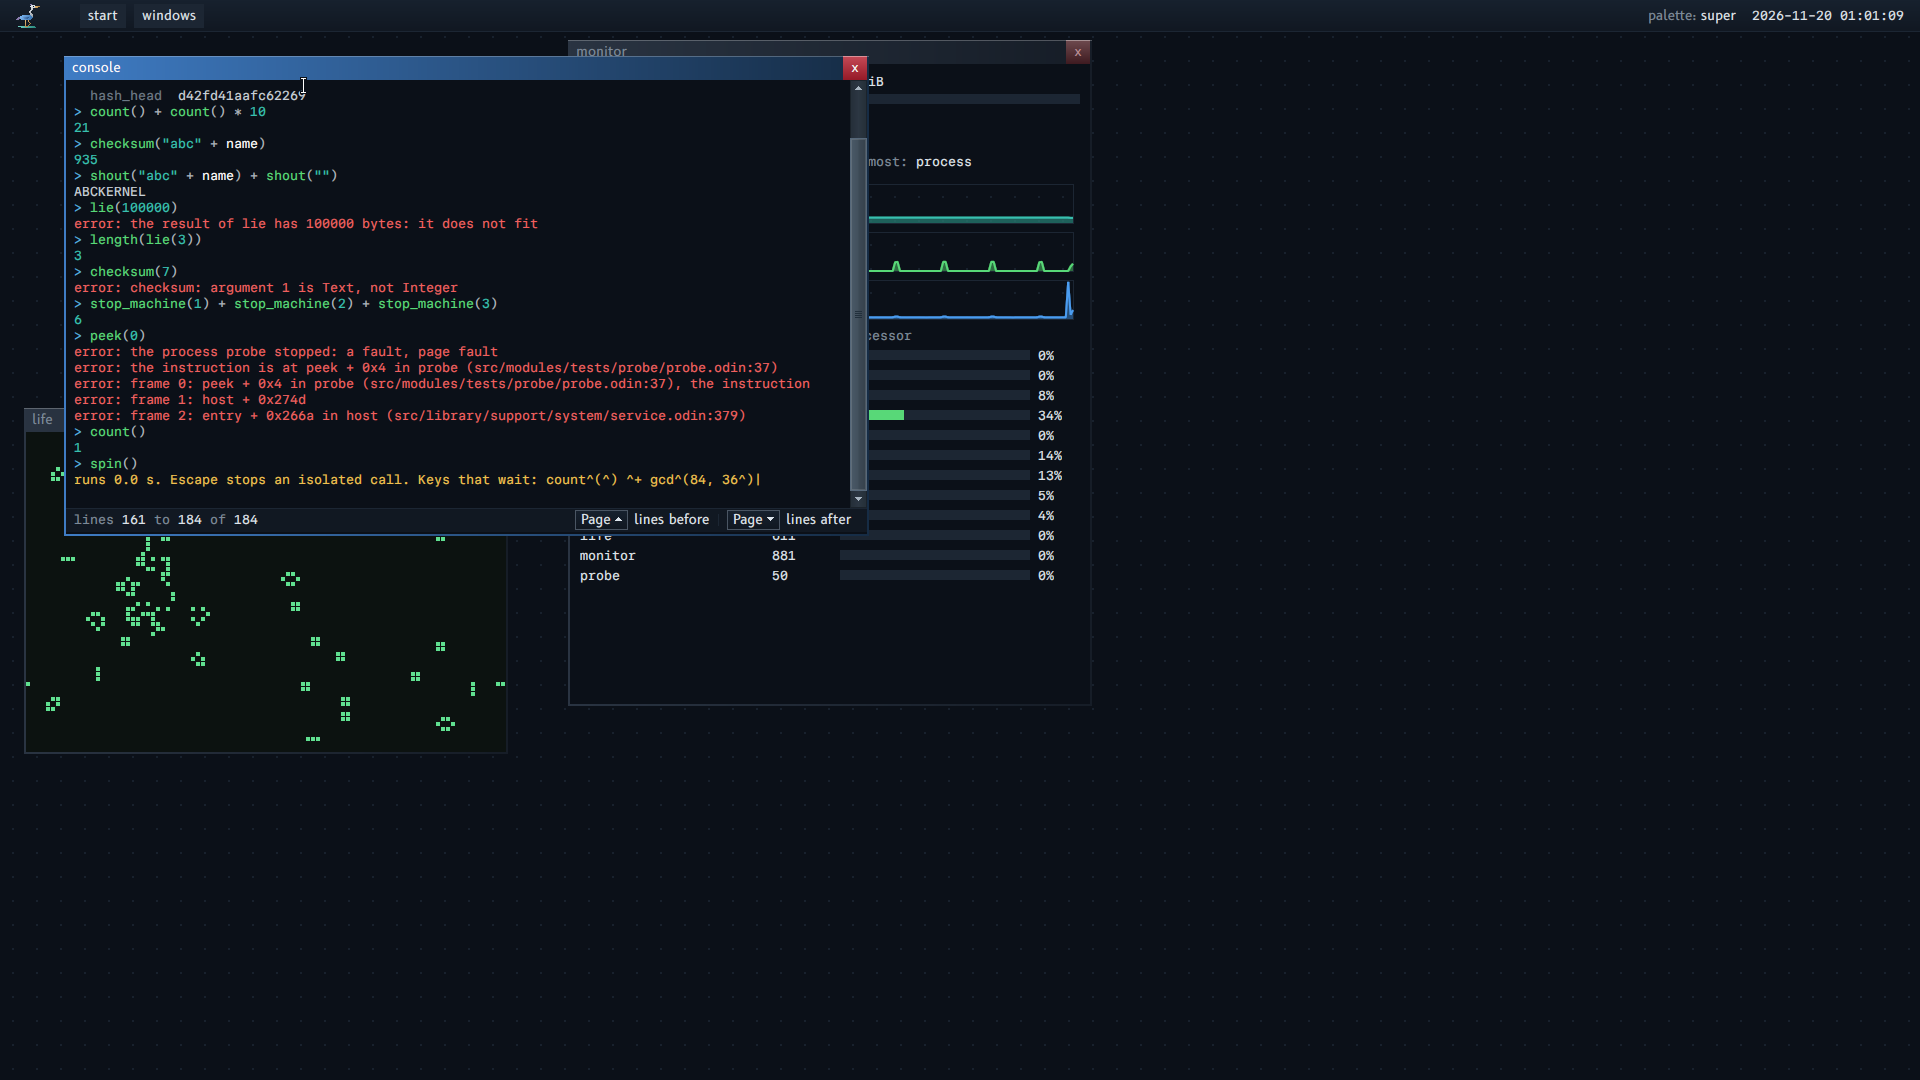 start windows palette: super 2026-11-20 01:01:09
monitor x
console x
iB
hash_head d42fd41aafc62269
> count() + count() * 10
21
> checksum("abc" + name)
935
most: process
> shout("abc" + name) + shout("")
ABCKERNEL
> lie(100000)
error: the result of lie has 100000 bytes: it does not fit
> length(lie(3))
3
> checksum(7)
error: checksum: argument 1 is Text, not Integer
> stop_machine(1) + stop_machine(2) + stop_machine(3)
6
> peek(0)
error: the process probe stopped: a fault, page fault
error: the instruction is at peek + 0x4 in probe (src/modules/tests/probe/probe.odin:37)
error: frame 0: peek + 0x4 in probe (src/modules/tests/probe/probe.odin:37), the instruction
error: frame 1: host + 0x274d
error: frame 2: entry + 0x266a in host (src/library/support/system/service.odin:379)
> count()
1
> spin()
runs 0.0 s. Escape stops an isolated call. Keys that wait: count^(^) ^+ gcd^(84, 36^)|
lines 161 to 184 of 184 Page lines before Page lines after
cessor
0%
0%
8%
34%
0%
14%
13%
5%
4%
0%
monitor 881 0%
probe 50 0%
life